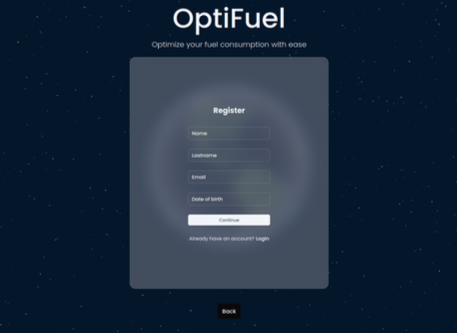 OptiFuel
Optimize your fuel consumption with ease
Register
Name
Lastname
Email
Date of birth
Continue
Already have an account? Login
Back